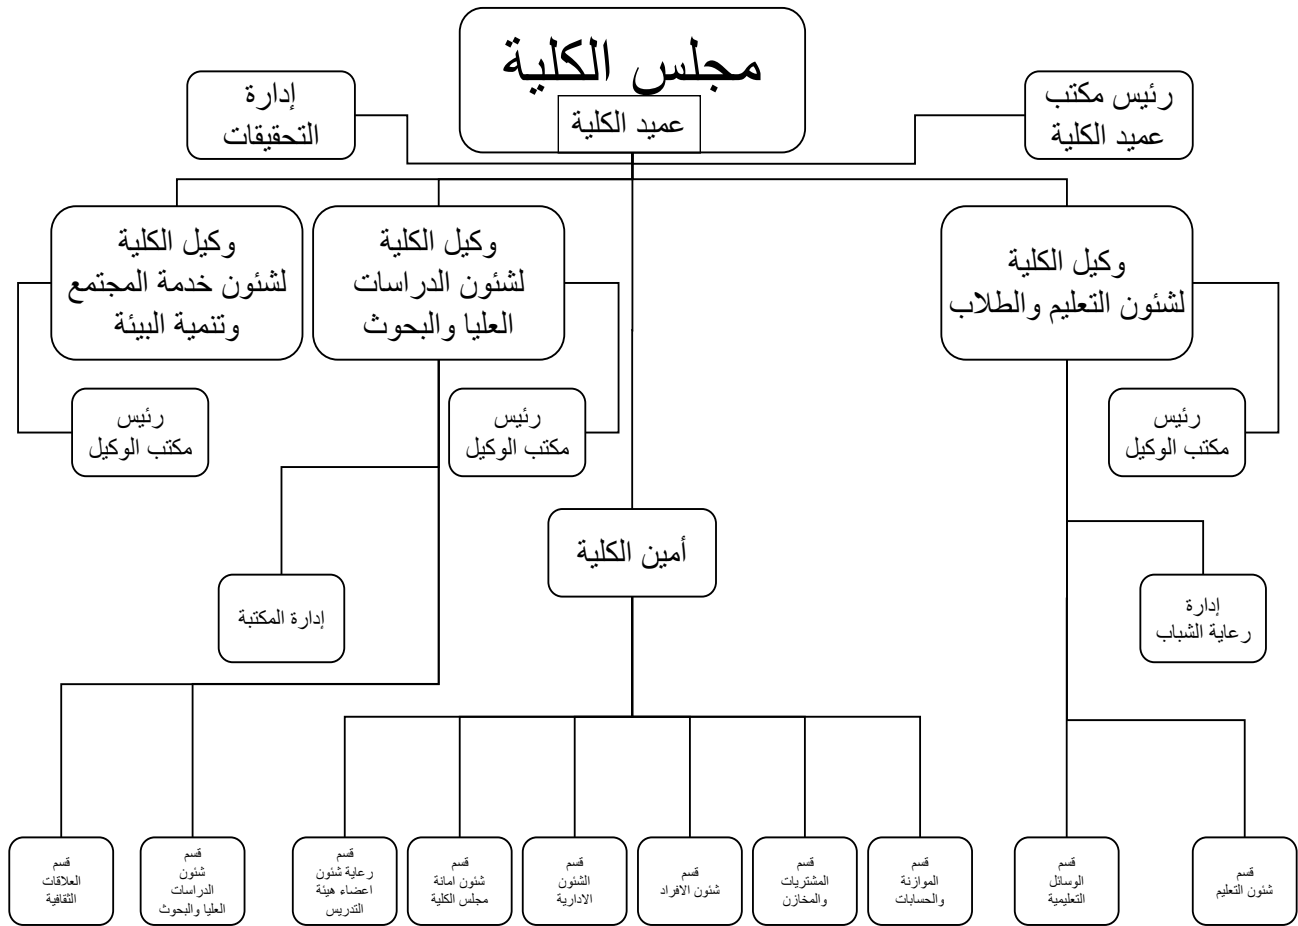 مجلس الكلية
عميد الكلية
رئيس مكتب
عميد الكلية
إدارة
التحقيقات
وكيل الكلية
لشئون التعليم والطلاب
وكيل الكلية
لشئون الدراسات
العليا والبحوث
وكيل الكلية
لشئون خدمة المجتمع
وتنمية البيئة
رئيس
مكتب الوكيل
رئيس
مكتب الوكيل
رئيس
مكتب الوكيل
أمين الكلية
إدارة
رعاية الشباب
إدارة المكتبة
قسم
شئون التعليم
قسم
الوسائل
التعليمية
قسم
الموازنة
والحسابات
قسم
المشتريات
والمخازن
قسم
شئون الافراد
قسم
الشئون
الادارية
قسم
شئون امانة
مجلس الكلية
قسم
رعاية شئون
اعضاء هيئة
التدريس
قسم
شئون
الدراسات
العليا والبحوث
قسم
العلاقات
الثقافية